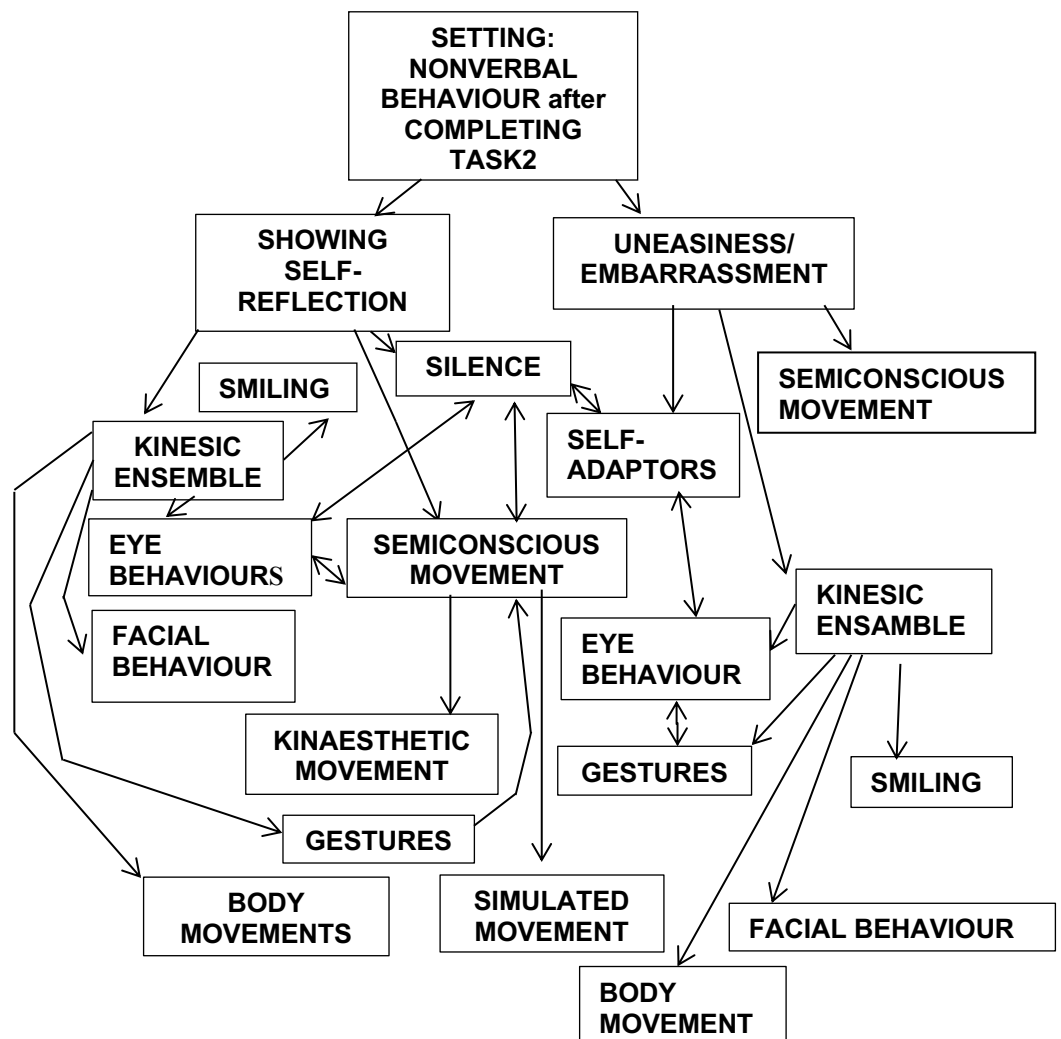 SETTING:
NONVERBAL
BEHAVIOUR after
COMPLETING
TASK2
SHOWING
SELF-
REFLECTION
UNEASINESS/
EMBARRASSMENT
SILENCE
SMILING
SEMICONSCIOUS
MOVEMENT
KINESIC
ENSEMBLE
SELF-
ADAPTORS
EYE
BEHAVIOURS
SEMICONSCIOUS
MOVEMENT
KINESIC
ENSAMBLE
FACIAL
BEHAVIOUR
EYE
BEHAVIOUR
KINAESTHETIC
MOVEMENT
GESTURES
SMILING
GESTURES
BODY
MOVEMENTS
SIMULATED
MOVEMENT
FACIAL BEHAVIOUR
BODY
MOVEMENT